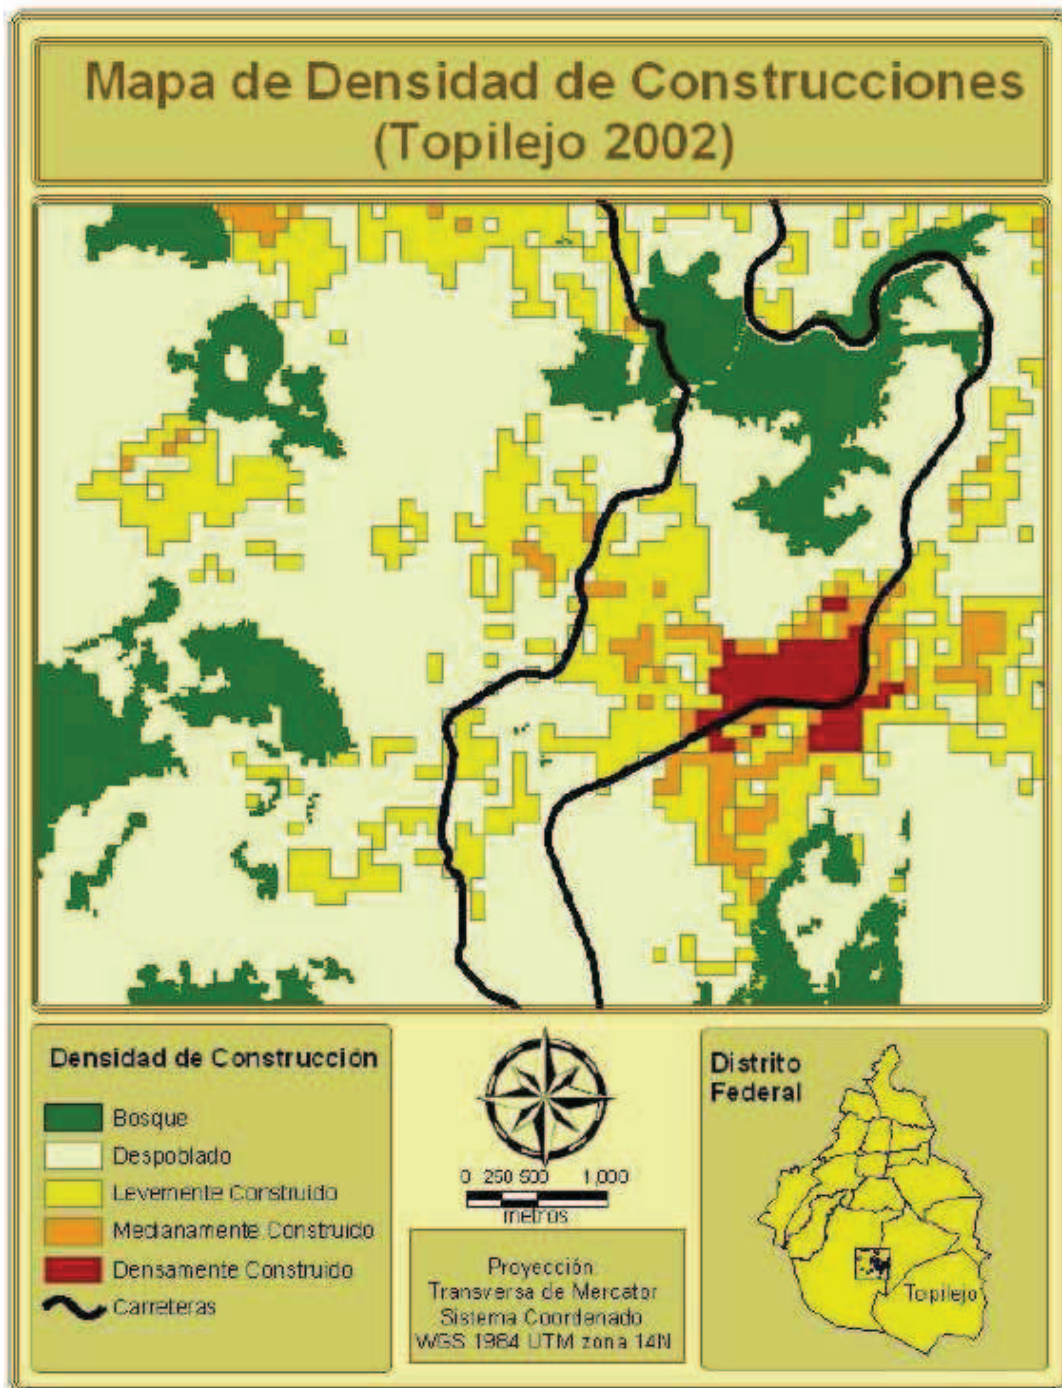 Mapa de Densidad de Construcciones
(Topilejo 2002)
Densidad de Construcción
Bosque
Despoblado
Levemente Construido
Medianamente Construido
Densamente Construido
Carreteras
0 250 500 1,000
metros
Proyección
Transversa de Mercator
Sistema Coordenado
WGS 1984 UTM zona 14N
Distrito
Federal
Topilejo